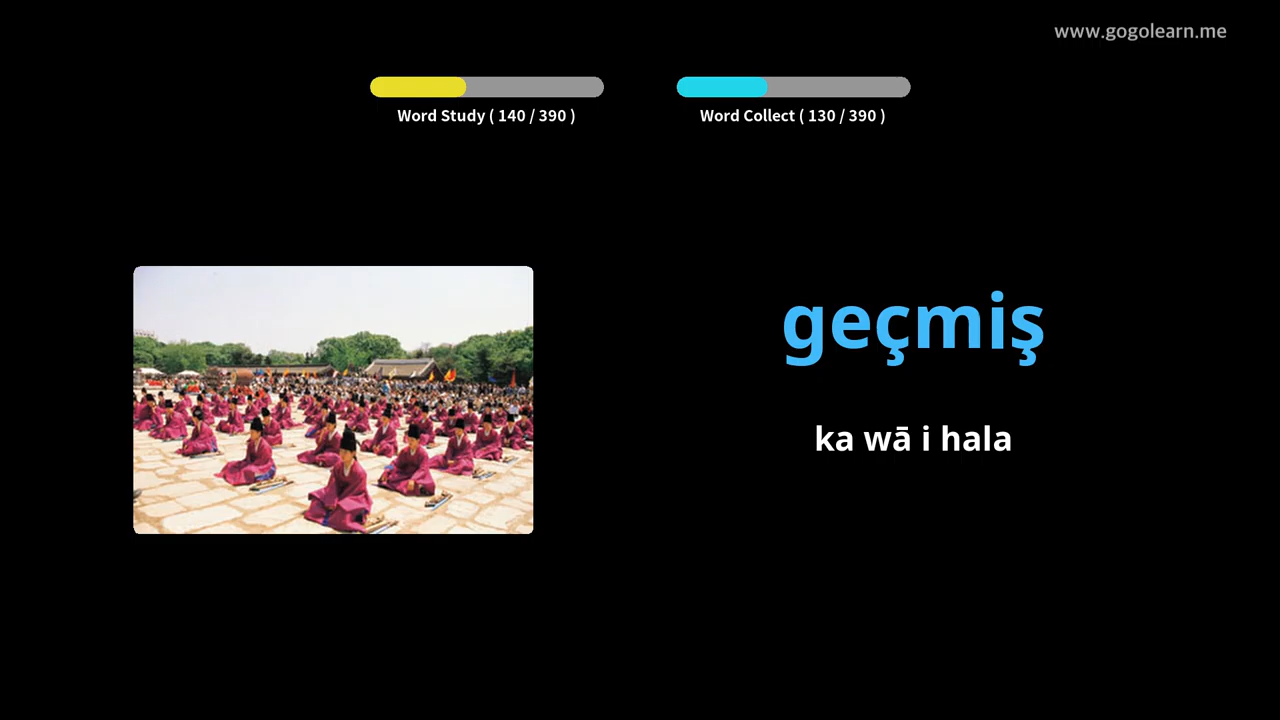 www.gogolearn.me
Word Study ( 140 / 390 )
Word Collect ( 130 / 390 )
geçmiş
ka wā i hala